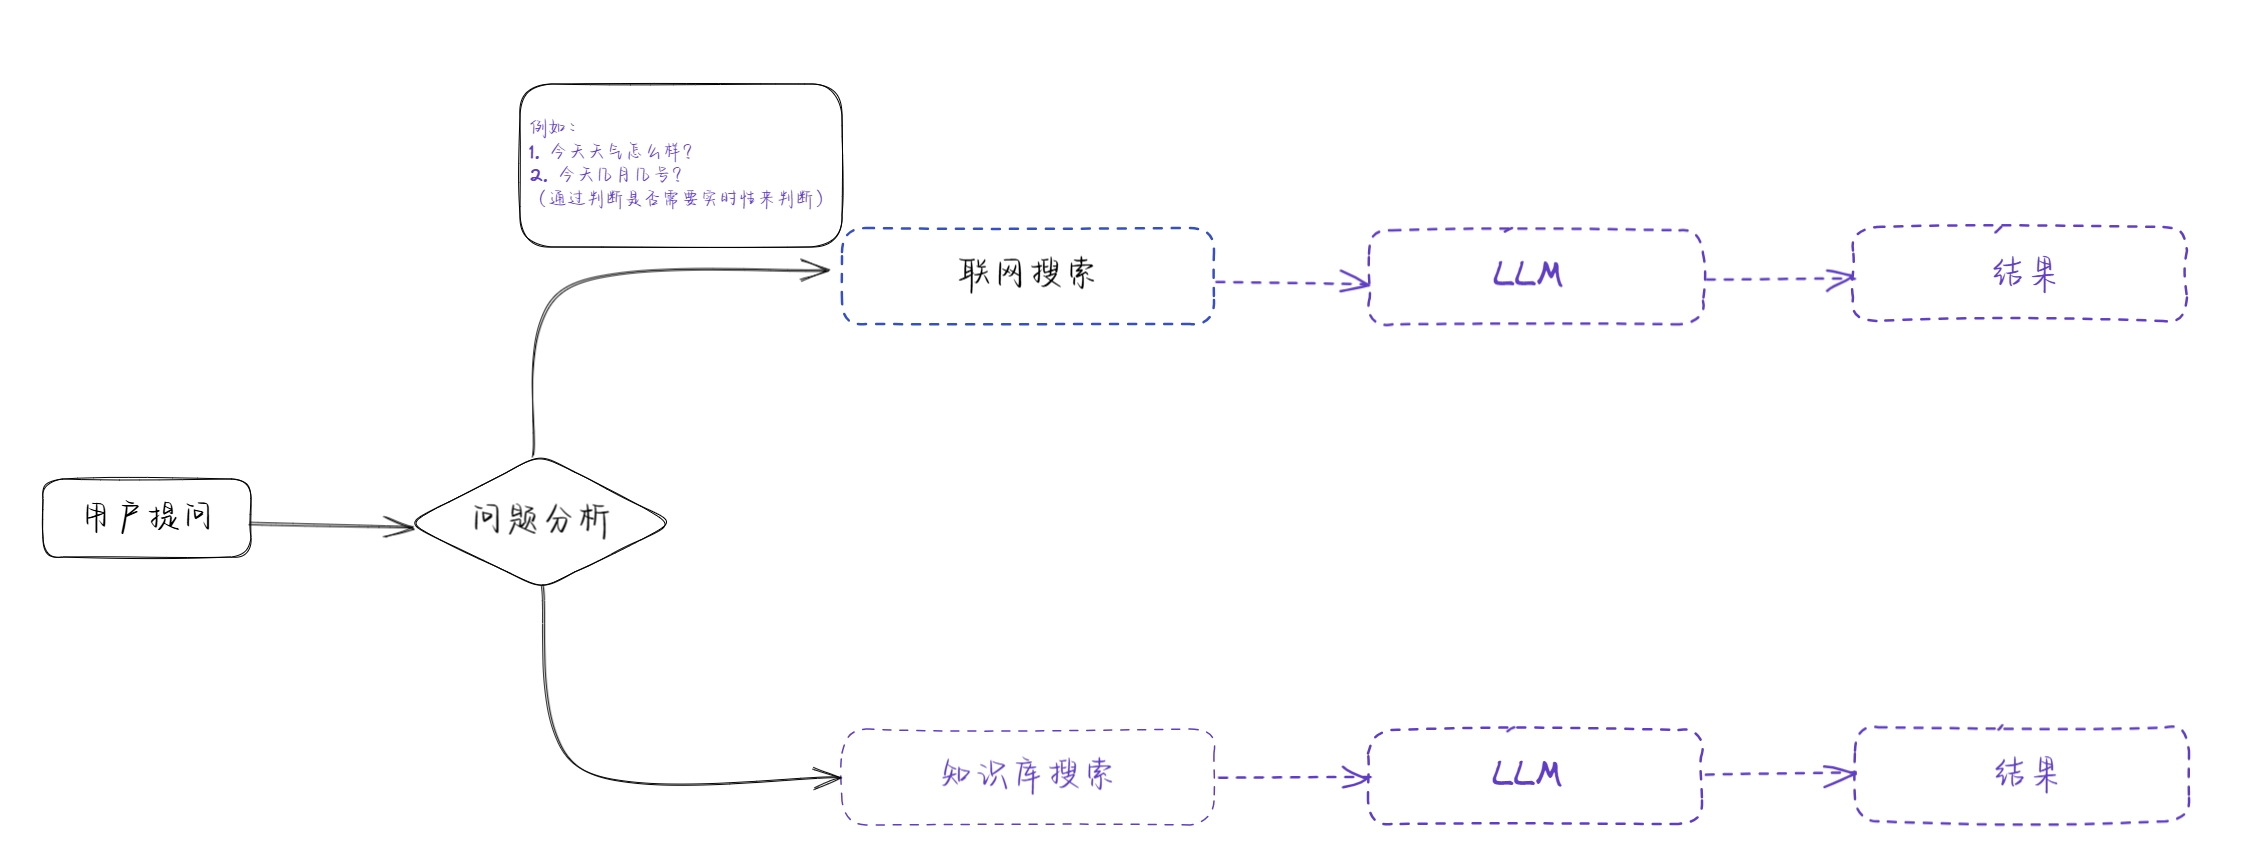 例如：
1. 今天天气怎么样？
2. 今天几月几号？
（通过判断是否需要实时性来判断）
联网搜索
LLM
结果
用户提问
问题分析
知识库搜索
LLM
结果